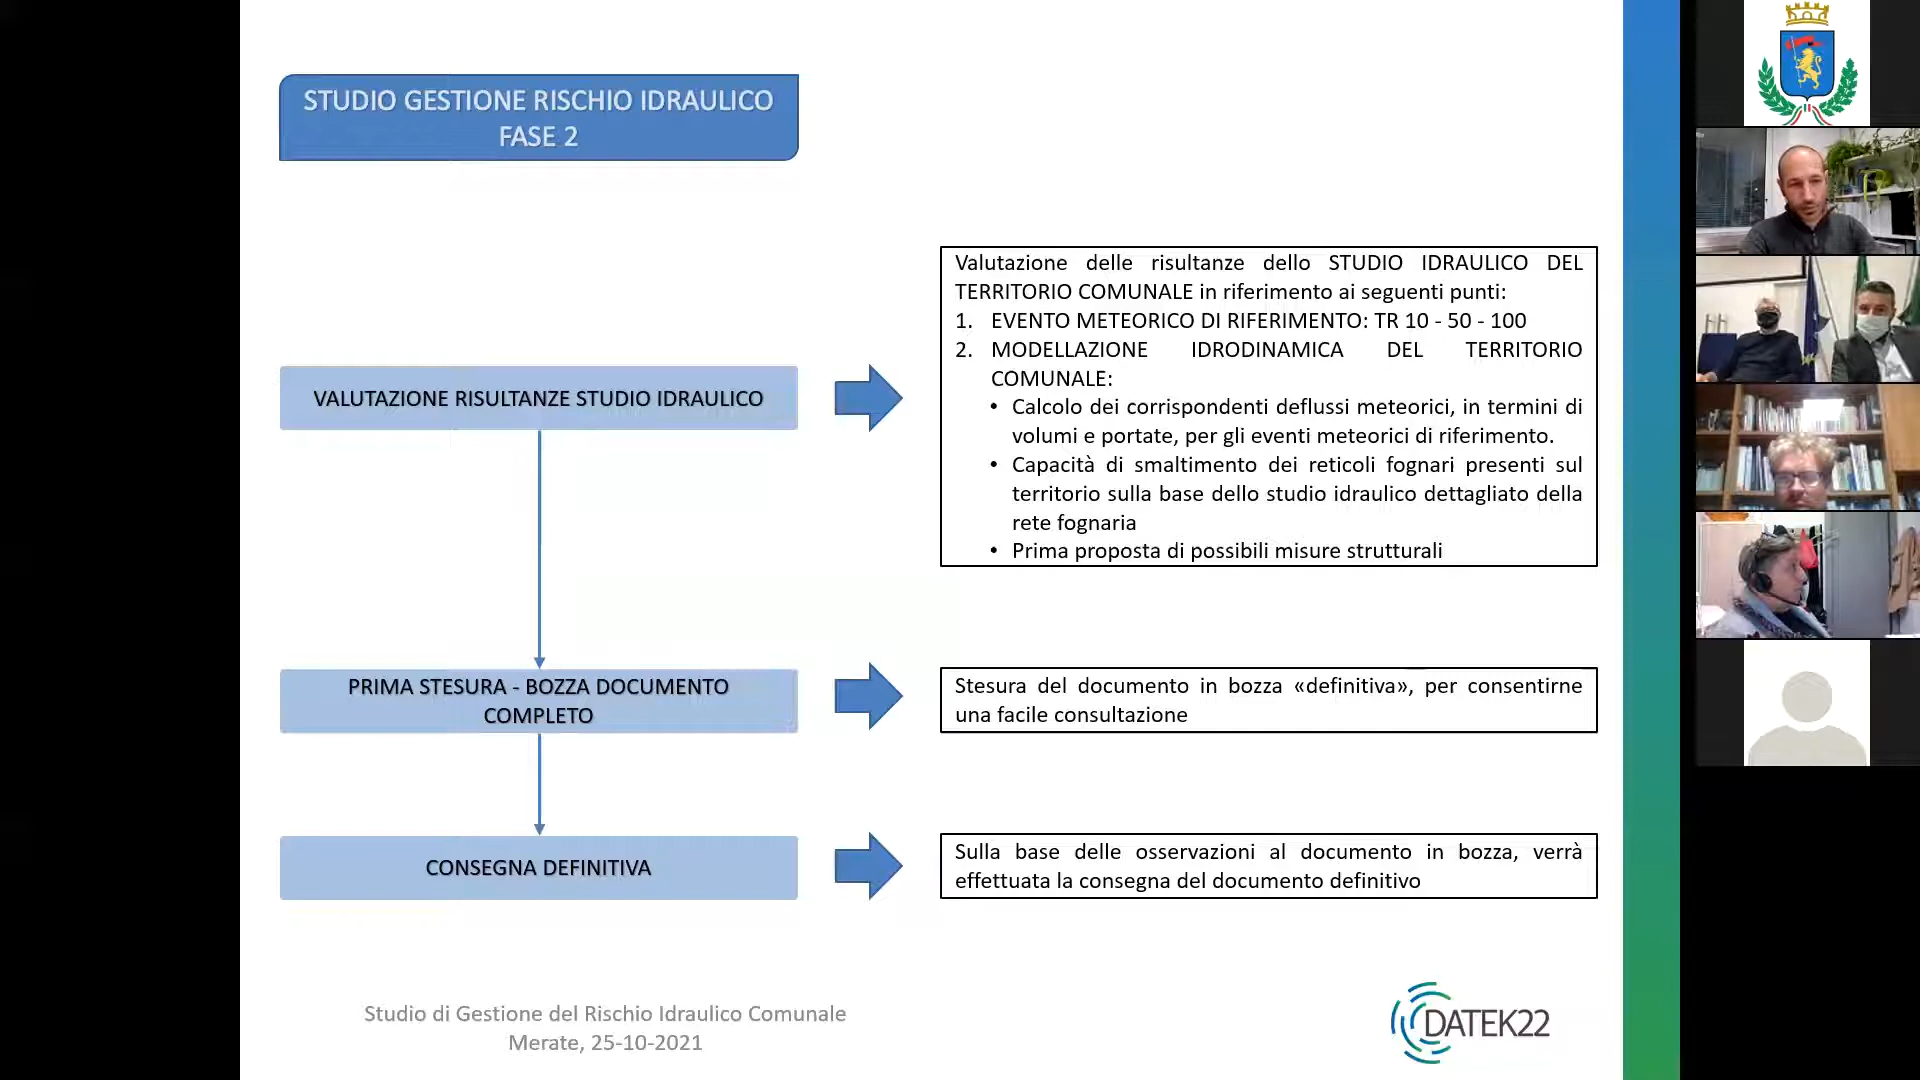 STUDIO GESTIONE RISCHIO IDRAULICO
FASE 2
VALUTAZIONE RISULTANZE STUDIO IDRAULICO
Valutazione delle risultanze dello STUDIO IDRAULICO DEL
TERRITORIO COMUNALE in riferimento ai seguenti punti:
1. EVENTO METEORICO DI RIFERIMENTO: TR 10 - 50 - 100
2. MODELLAZIONE IDRODINAMICA DEL TERRITORIO
COMUNALE:
• Calcolo dei corrispondenti deflussi meteorici, in termini di
volumi e portate, per gli eventi meteorici di riferimento.
• Capacità di smaltimento dei reticoli fognari presenti sul
territorio sulla base dello studio idraulico dettagliato della
rete fognaria
• Prima proposta di possibili misure strutturali
PRIMA STESURA - BOZZA DOCUMENTO
COMPLETO
Stesura del documento in bozza «definitiva», per consentirne
una facile consultazione
CONSEGNA DEFINITIVA
Sulla base delle osservazioni al documento in bozza, verrà
effettuata la consegna del documento definitivo
Studio di Gestione del Rischio Idraulico Comunale
Merate, 25-10-2021
DATEK22